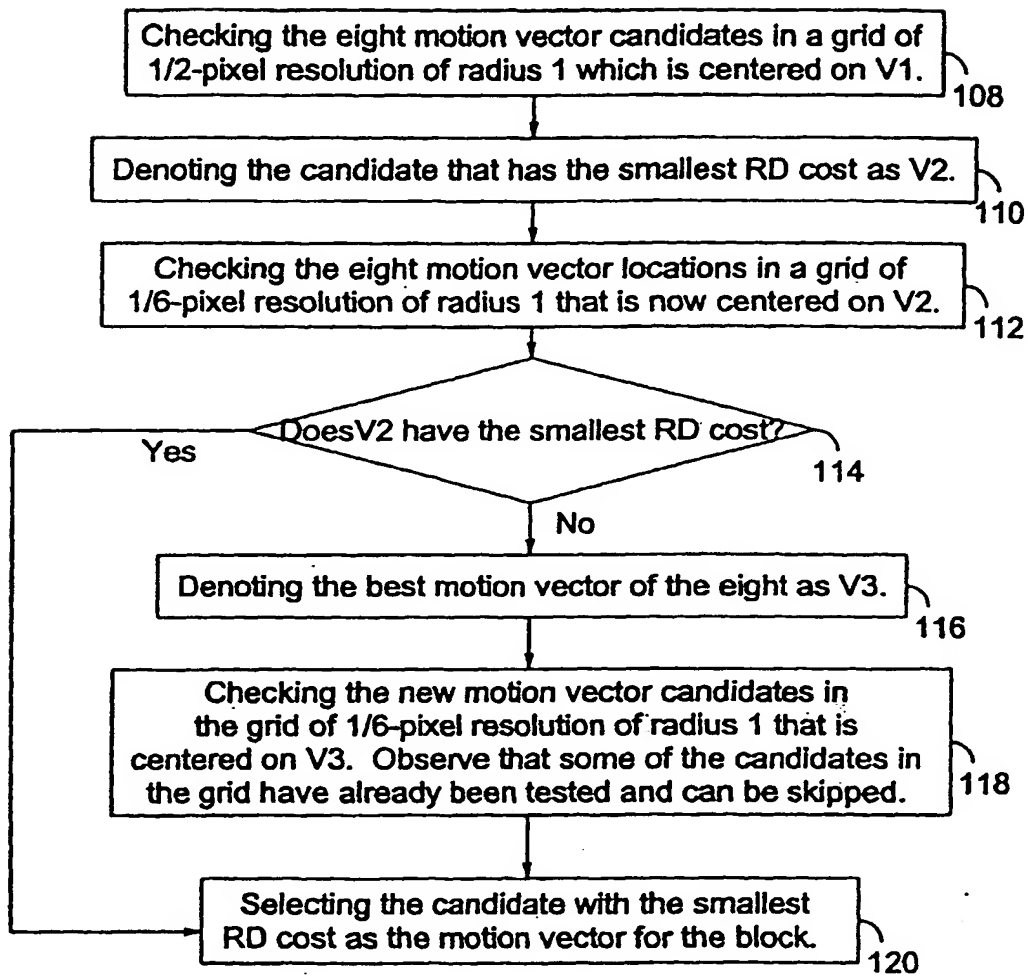 Checking the eight motion vector candidates in a grid of
1/2-pixel resolution of radius 1 which is centered on V1.
108
Denoting the candidate that has the smallest RD cost as V2.
110
Checking the eight motion vector locations in a grid of
1/6-pixel resolution of radius 1 that is now centered on V2.
112
DoesV2 have the smallest RD cost?
Yes
114
No
Denoting the best motion vector of the eight as V3.
116
Checking the new motion vector candidates in
the grid of 1/6-pixel resolution of radius 1 that is
centered on V3. Observe that some of the candidates in
the grid have already been tested and can be skipped.
118
Selecting the candidate with the smallest
RD cost as the motion vector for the block.
120